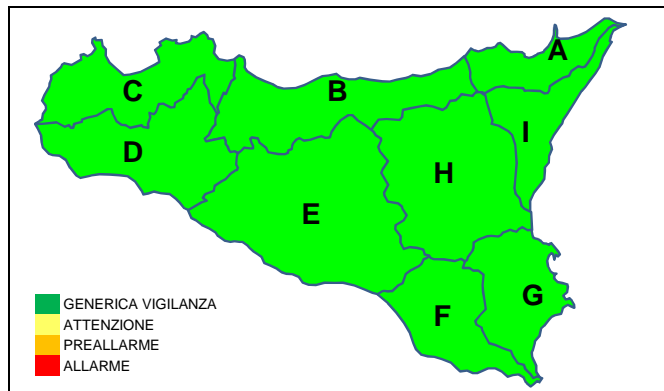 A
C
B
I
D
H
E
G
F
GENERICA VIGILANZA
ATTENZIONE
PREALLARME
ALLARME